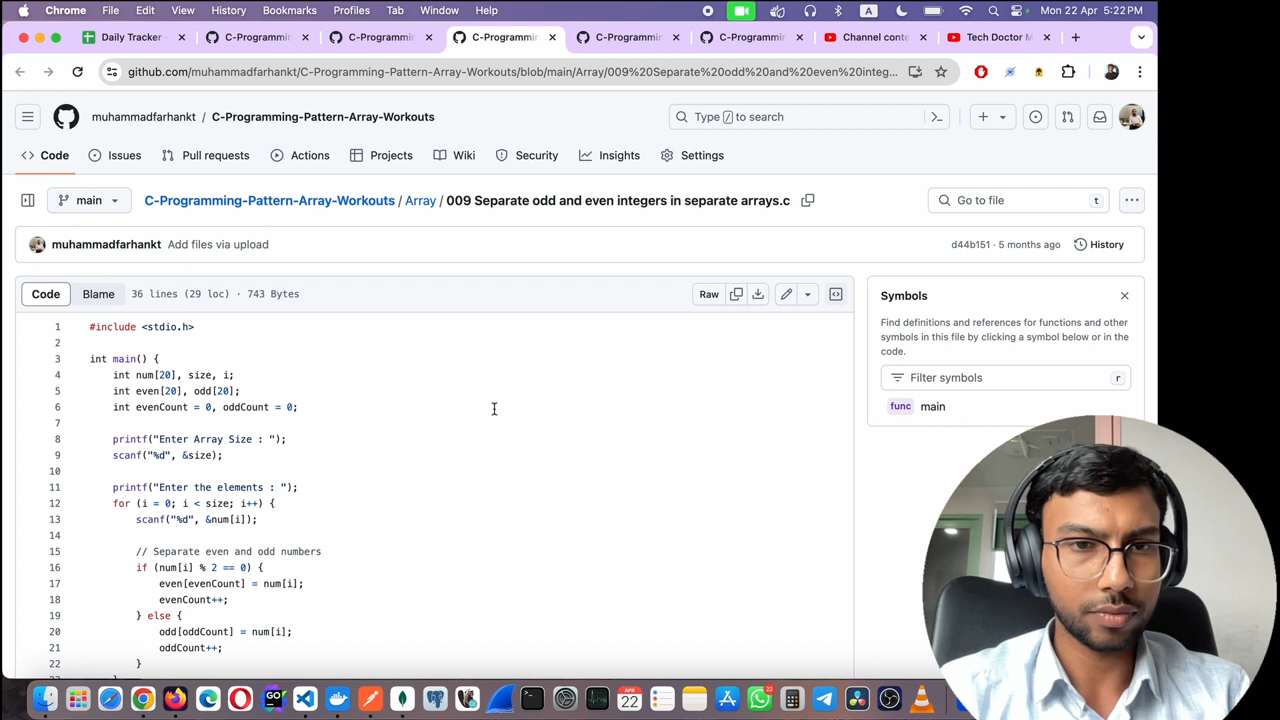 Chrome File Edit View History Bookmarks Profiles Tab Window Help A Mon 22 Apr 5:22 PM
Daily Tracker - C-Programmin C-Programmin C-Programmin C-Programmin C-Programmin Channel conte Tech Doctor M
github.com/muhammadfarhankt/C-Programming-Pattern-Array-Workouts/blob/main/Array/009%20Separate%20odd%20and%20even%20integ...
muhammadfarhankt / C-Programming-Pattern-Array-Workouts Type / to search
Code Issues Pull requests Actions Projects Wiki Security Insights Settings
main C-Programming-Pattern-Array-Workouts / Array / 009 Separate odd and even integers in separate arrays.c Go to file t
muhammadfarhankt Add files via upload d44b151 · 5 months ago History
Code Blame 36 lines (29 loc) · 743 Bytes Raw
Symbols
Find definitions and references for functions and other
symbols in this file by clicking a symbol below or in the
code.
Filter symbols r
func main
1 #include <stdio.h>
2
3 int main() {
4 int num[20], size, i;
5 int even[20], odd[20];
6 int evenCount = 0, oddCount = 0;
7
8 printf("Enter Array Size : ");
9 scanf("%d", &size);
10
11 printf("Enter the elements : ");
12 for (i = 0; i < size; i++) {
13 scanf("%d", &num[i]);
14
15 // Separate even and odd numbers
16 if (num[i] % 2 == 0) {
17 even[evenCount] = num[i];
18 evenCount++;
19 } else {
20 odd[oddCount] = num[i];
21 oddCount++;
22 }
GO APR 22 22